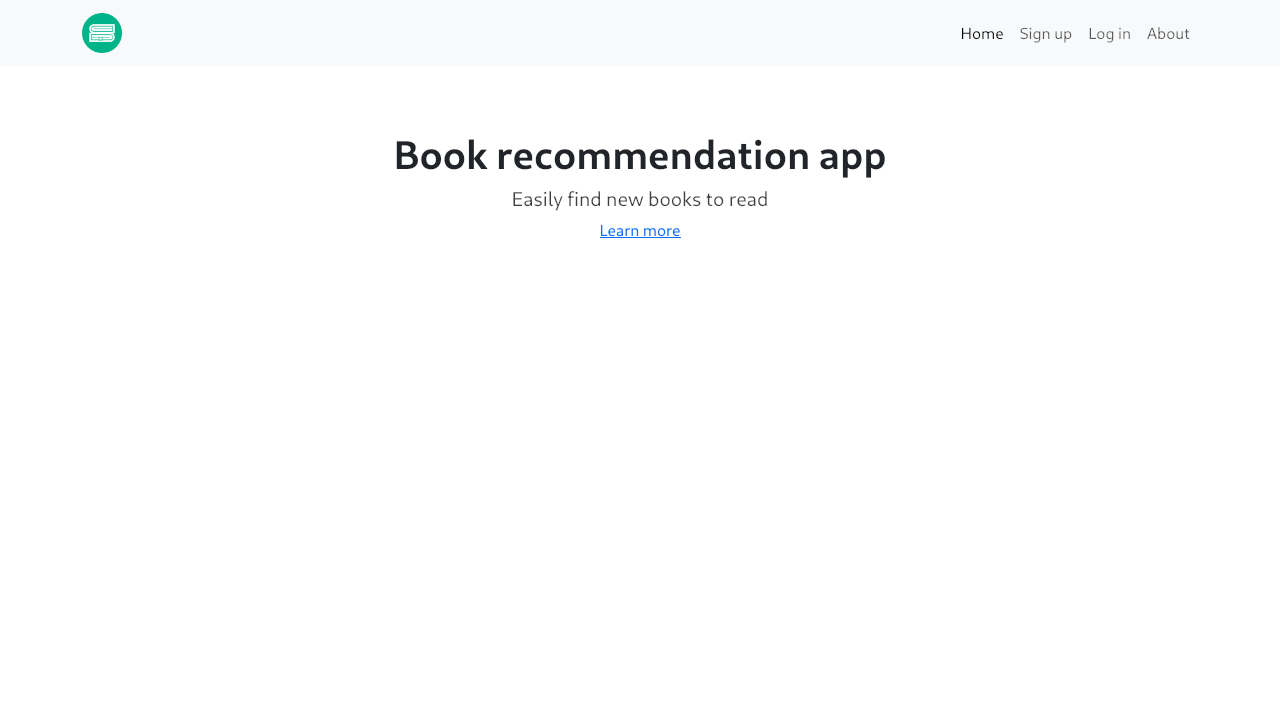 Home Sign up Log in About
Book recommendation app
Easily find new books to read
Learn more